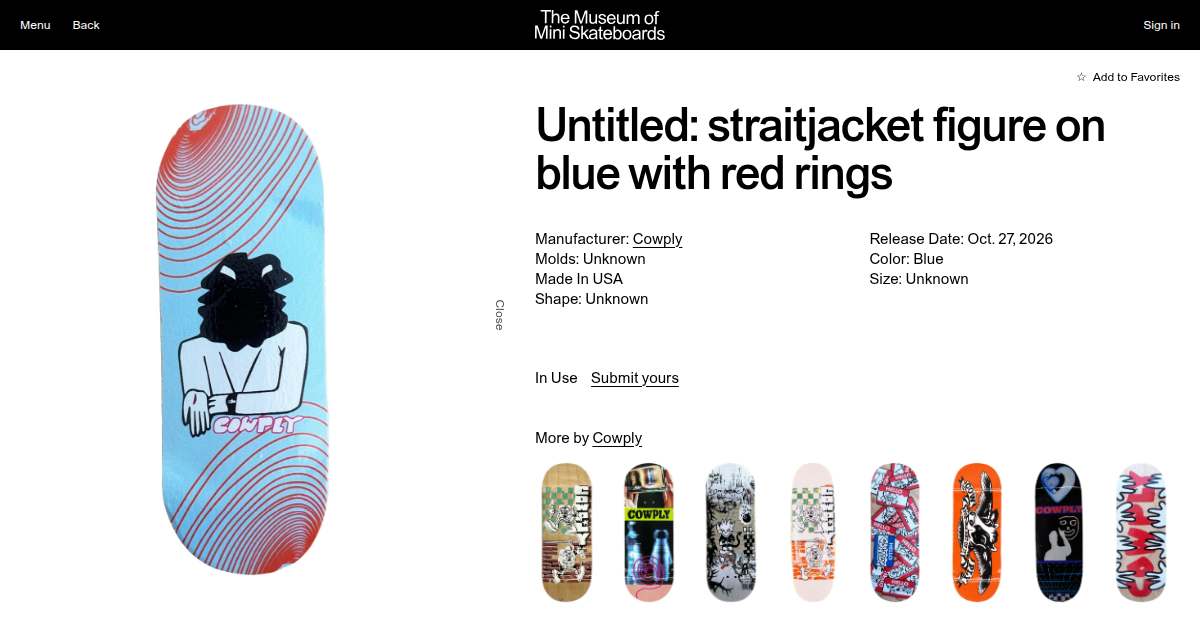 Menu
Back
The Museum of
Mini Skateboards
Sign in
☆ Add to Favorites
Untitled: straitjacket figure on
blue with red rings
Manufacturer: Cowply
Molds: Unknown
Made In USA
Shape: Unknown
Release Date: Oct. 27, 2026
Color: Blue
Size: Unknown
Close
COWPLY
In Use
Submit yours
More by Cowply
COWPLY
COWPLY